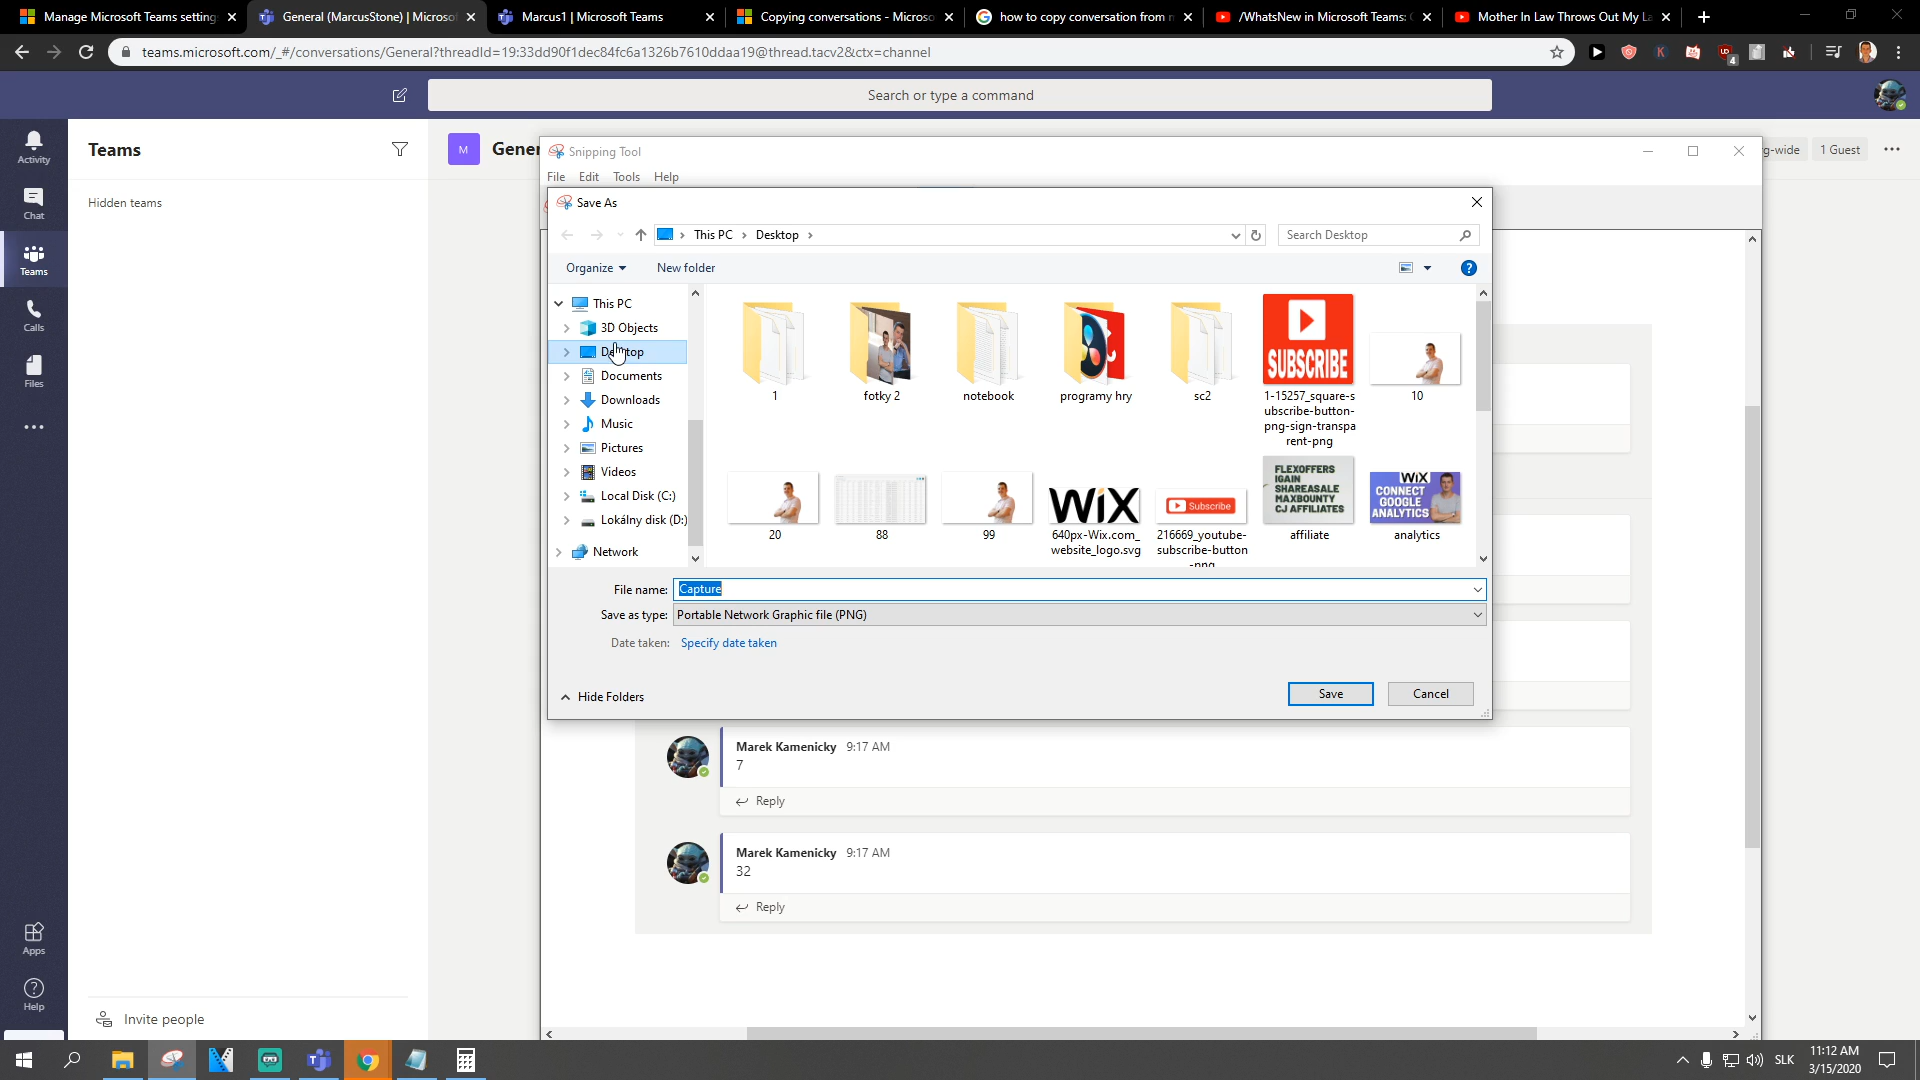 Manage Microsoft Teams setting
General (MarcusStone) | Microsof
Marcus1 | Microsoft Teams
Copying conversations - Microso
how to copy conversation from m
/WhatsNew in Microsoft Teams: 
Mother In Law Throws Out My La
teams.microsoft.com/_#/conversations/General?threadId=19:33dd90f1dec84fc6a1326b7610ddaa19@thread.tacv2&ctx=channel
4
Search or type a command
Activity
Chat
Teams
Calls
Files
Apps
Help
Teams
Hidden teams
Invite people
M
Gener
g-wide
1 Guest
Snipping Tool
File Edit Tools Help
Save As
This PC
Desktop
Search Desktop
Organize
New folder
This PC
3D Objects
Desktop
Documents
Downloads
Music
Pictures
Videos
Local Disk (C:)
Lokálny disk (D:)
Network
1
fotky 2
notebook
programy hry
sc2
SUBSCRIBE
1-15257_square-s
ubscribe-button-
png-sign-transpa
rent-png
10
20
88
99
WiX
640px-Wix.com_
website_logo.svg
Subscribe
216669_youtube-
subscribe-button
-png
FLEXOFFERS
IGAIN
SHAREASALE
MAXBOUNTY
CJ AFFILIATES
affiliate
WiX
CONNECT
GOOGLE
ANALYTICS
analytics
File name: Capture
Save as type: Portable Network Graphic file (PNG)
Date taken: Specify date taken
Hide Folders
Save
Cancel
Marek Kamenicky 9:17 AM
7
Reply
Marek Kamenicky 9:17 AM
32
Reply
SLK
11:12 AM
3/15/2020